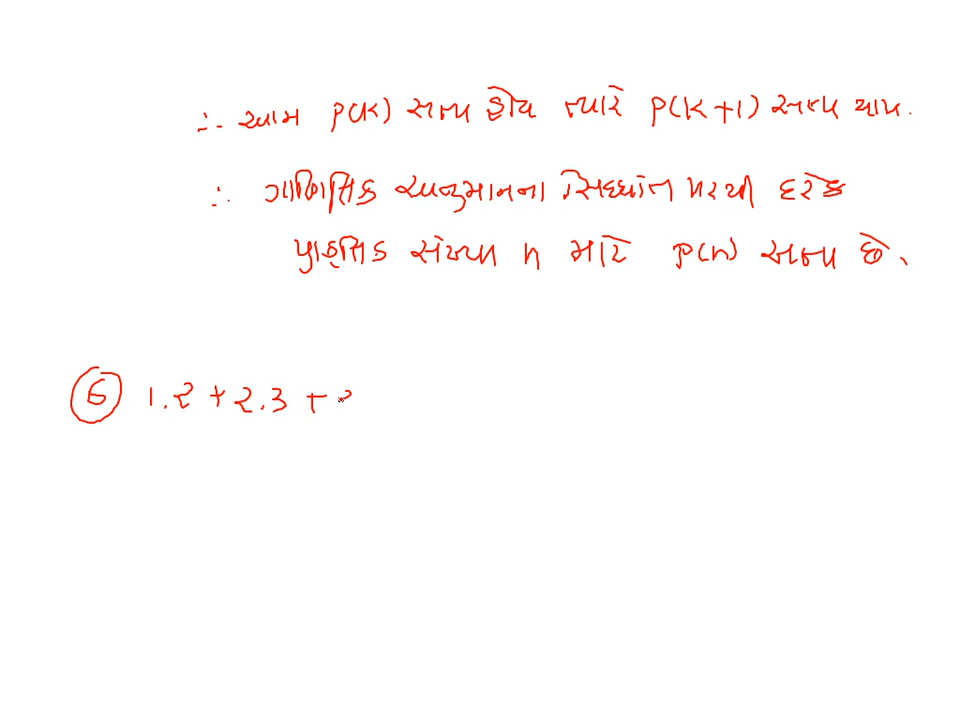 ∴ આમ P(K) સત્ય હોય ત્યારે P(K+1) સત્ય થાય.
∴ ગાણિતિક અનુમાનના સિદ્ધાંત પરથી દરેક
પ્રાકૃતિક સંખ્યા n માટે P(n) સત્ય છે.
⑥ 1.2 + 2.3 +